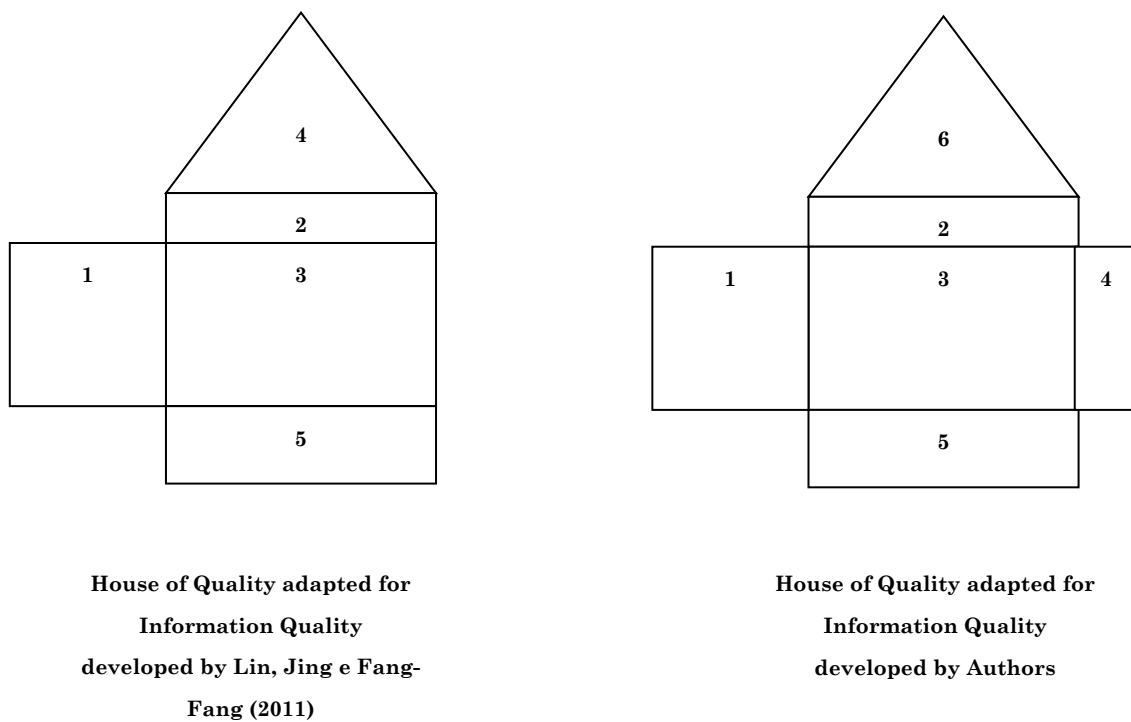 4
2
1
3
5
House of Quality adapted for
Information Quality
developed by Lin, Jing e Fang-
Fang (2011)
6
2
1
3
4
5
House of Quality adapted for
Information Quality
developed by Authors